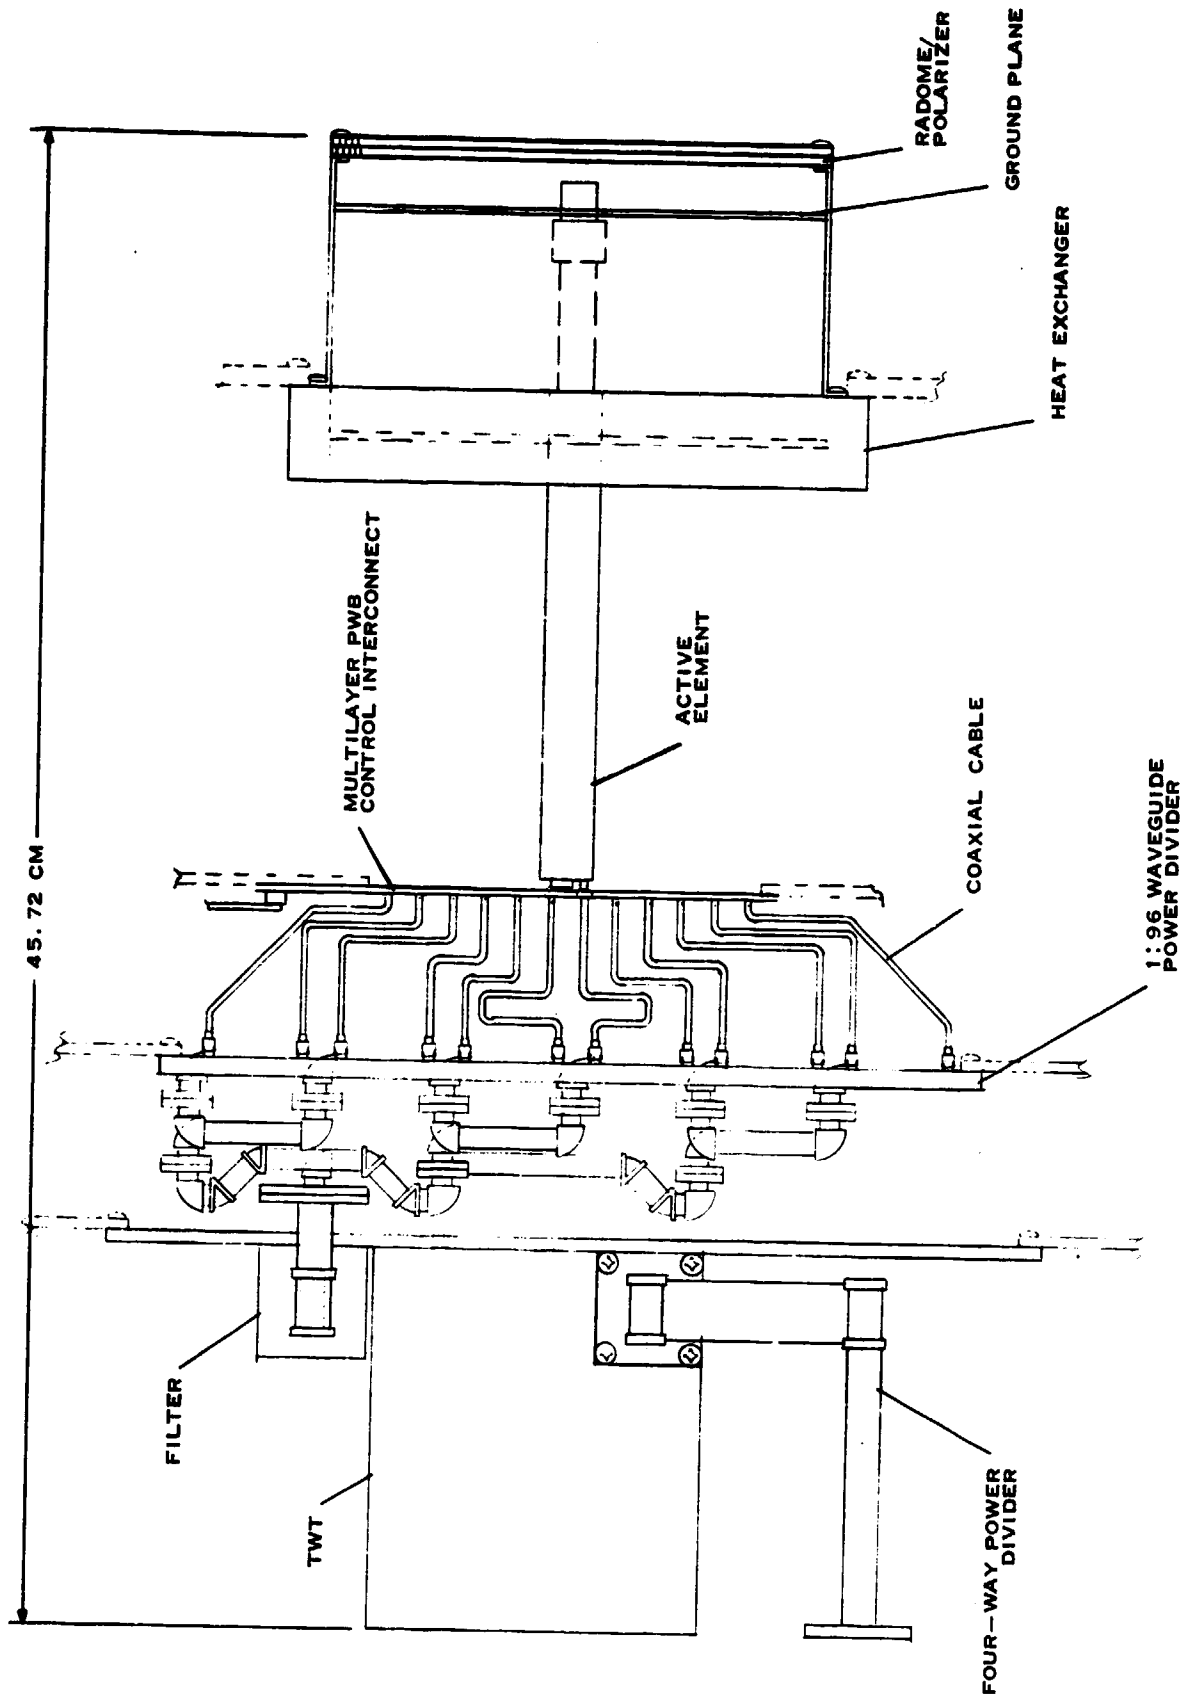 45.72 CM
RADOME/
POLARIZER
GROUND PLANE
HEAT EXCHANGER
MULTILAYER PWB
CONTROL INTERCONNECT
ACTIVE
ELEMENT
COAXIAL CABLE
1:96 WAVEGUIDE
POWER DIVIDER
FILTER
TWT
FOUR-WAY POWER
DIVIDER